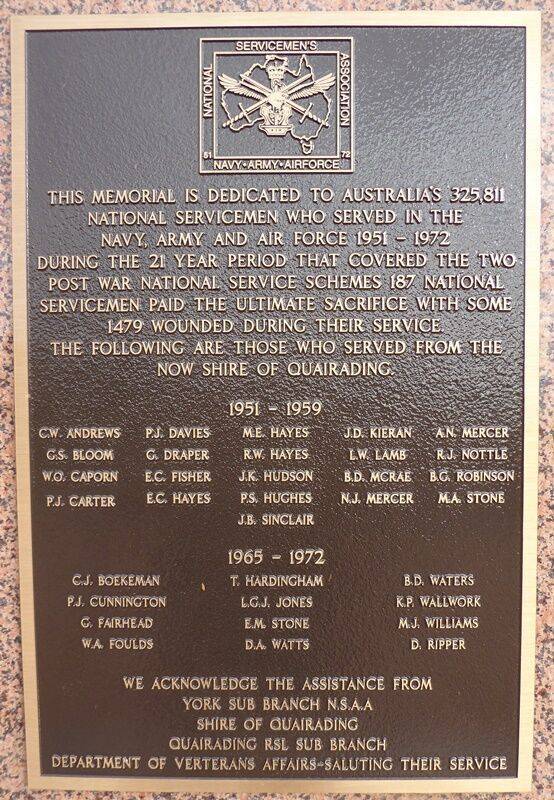 SERVICEMEN'S
NATIONAL
ASSOCIATION
51
72
NAVY•ARMY•AIRFORCE
THIS MEMORIAL IS DEDICATED TO AUSTRALIA'S 325,811
NATIONAL SERVICEMEN WHO SERVED IN THE
NAVY, ARMY AND AIR FORCE 1951 – 1972
DURING THE 21 YEAR PERIOD THAT COVERED THE TWO
POST WAR NATIONAL SERVICE SCHEMES 187 NATIONAL
SERVICEMEN PAID THE ULTIMATE SACRIFICE WITH SOME
1479 WOUNDED DURING THEIR SERVICE.
THE FOLLOWING ARE THOSE WHO SERVED FROM THE
NOW SHIRE OF QUAIRADING.
1951 – 1959
C.W. ANDREWS P.J. DAVIES M.E. HAYES J.D. KIERAN A.N. MERCER
G.S. BLOOM G. DRAPER R.W. HAYES L.W. LAMB R.J. NOTTLE
W.O. CAPORN E.C. FISHER J.K. HUDSON B.D. MCRAE B.G. ROBINSON
P.J. CARTER E.C. HAYES P.S. HUGHES N.J. MERCER M.A. STONE
J.B. SINCLAIR
1965 – 1972
C.J. BOEKEMAN T. HARDINGHAM B.D. WATERS
P.J. CUNNINGTON L.G.J. JONES K.P. WALLWORK
G. FAIRHEAD E.M. STONE M.J. WILLIAMS
W.A. FOULDS D.A. WATTS D. RIPPER
WE ACKNOWLEDGE THE ASSISTANCE FROM
YORK SUB BRANCH N.S.A.A
SHIRE OF QUAIRADING
QUAIRADING RSL SUB BRANCH
DEPARTMENT OF VERTERANS AFFAIRS-SALUTING THEIR SERVICE